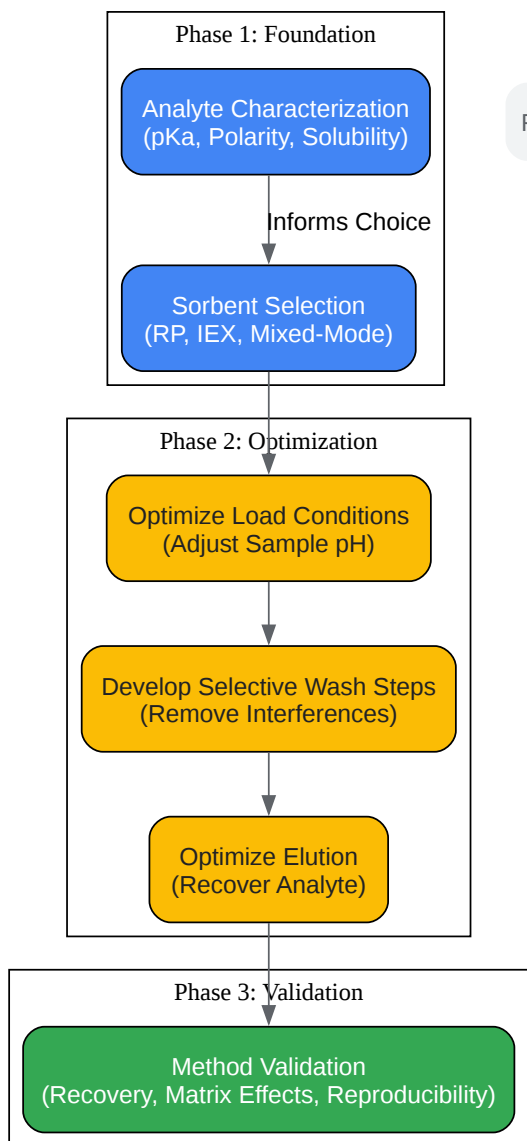 Phase 1: Foundation
Analyte Characterization
(pKa, Polarity, Solubility)
Informs Choice
Sorbent Selection
(RP, IEX, Mixed-Mode)
Phase 2: Optimization
Optimize Load Conditions
(Adjust Sample pH)
Develop Selective Wash Steps
(Remove Interferences)
Optimize Elution
(Recover Analyte)
Phase 3: Validation
Method Validation
(Recovery, Matrix Effects, Reproducibility)